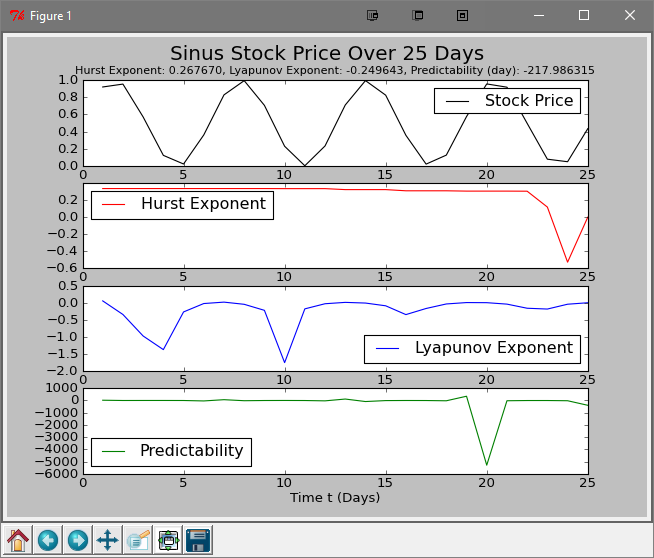 Figure 1
Sinus Stock Price Over 25 Days
Hurst Exponent: 0.267670, Lyapunov Exponent: -0.249643, Predictability (day): -217.986315
1.0
0.8
0.6
0.4
0.2
0.0
Stock Price
0 5 10 15 20 25
0.2
0.0
−0.2
−0.4
−0.6
Hurst Exponent
0 5 10 15 20 25
0.5
0.0
−0.5
−1.0
−1.5
−2.0
Lyapunov Exponent
0 5 10 15 20 25
1000
0
−1000
−2000
−3000
−4000
−5000
−6000
Predictability
0 5 10 15 20 25
Time t (Days)